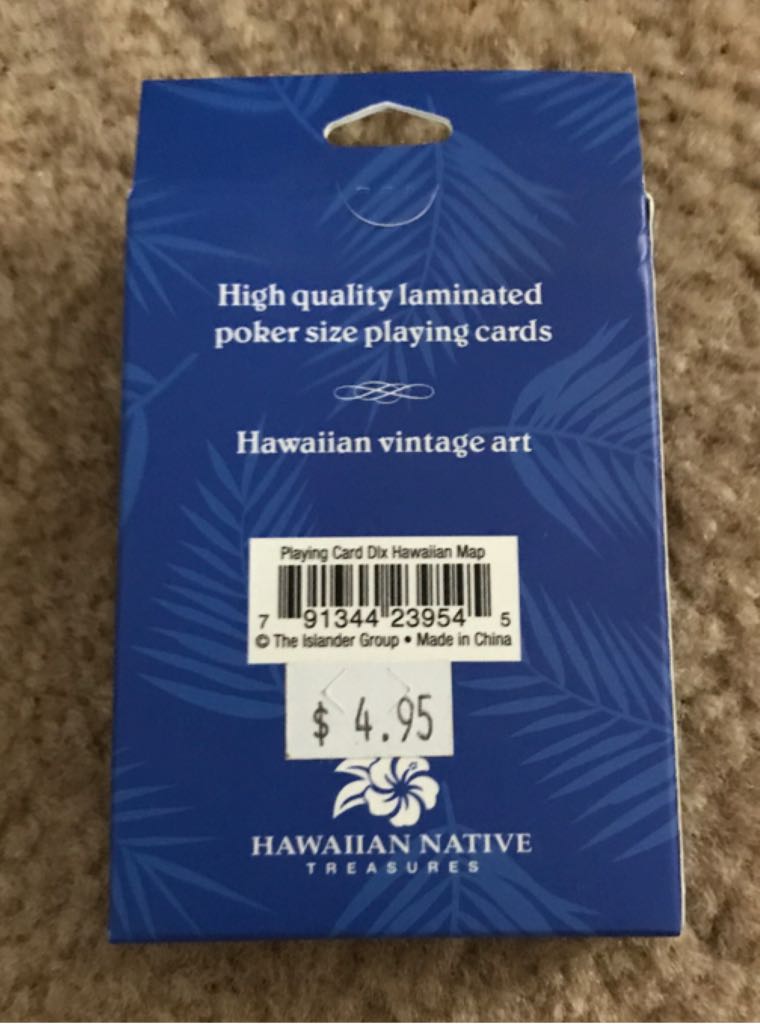 High quality laminated
poker size playing cards
Hawaiian vintage art
Playing Card Dlx Hawaiian Map
7 91344 23954 5
© The Islander Group • Made in China
$ 4.95
HAWAIIAN NATIVE
TREASURES